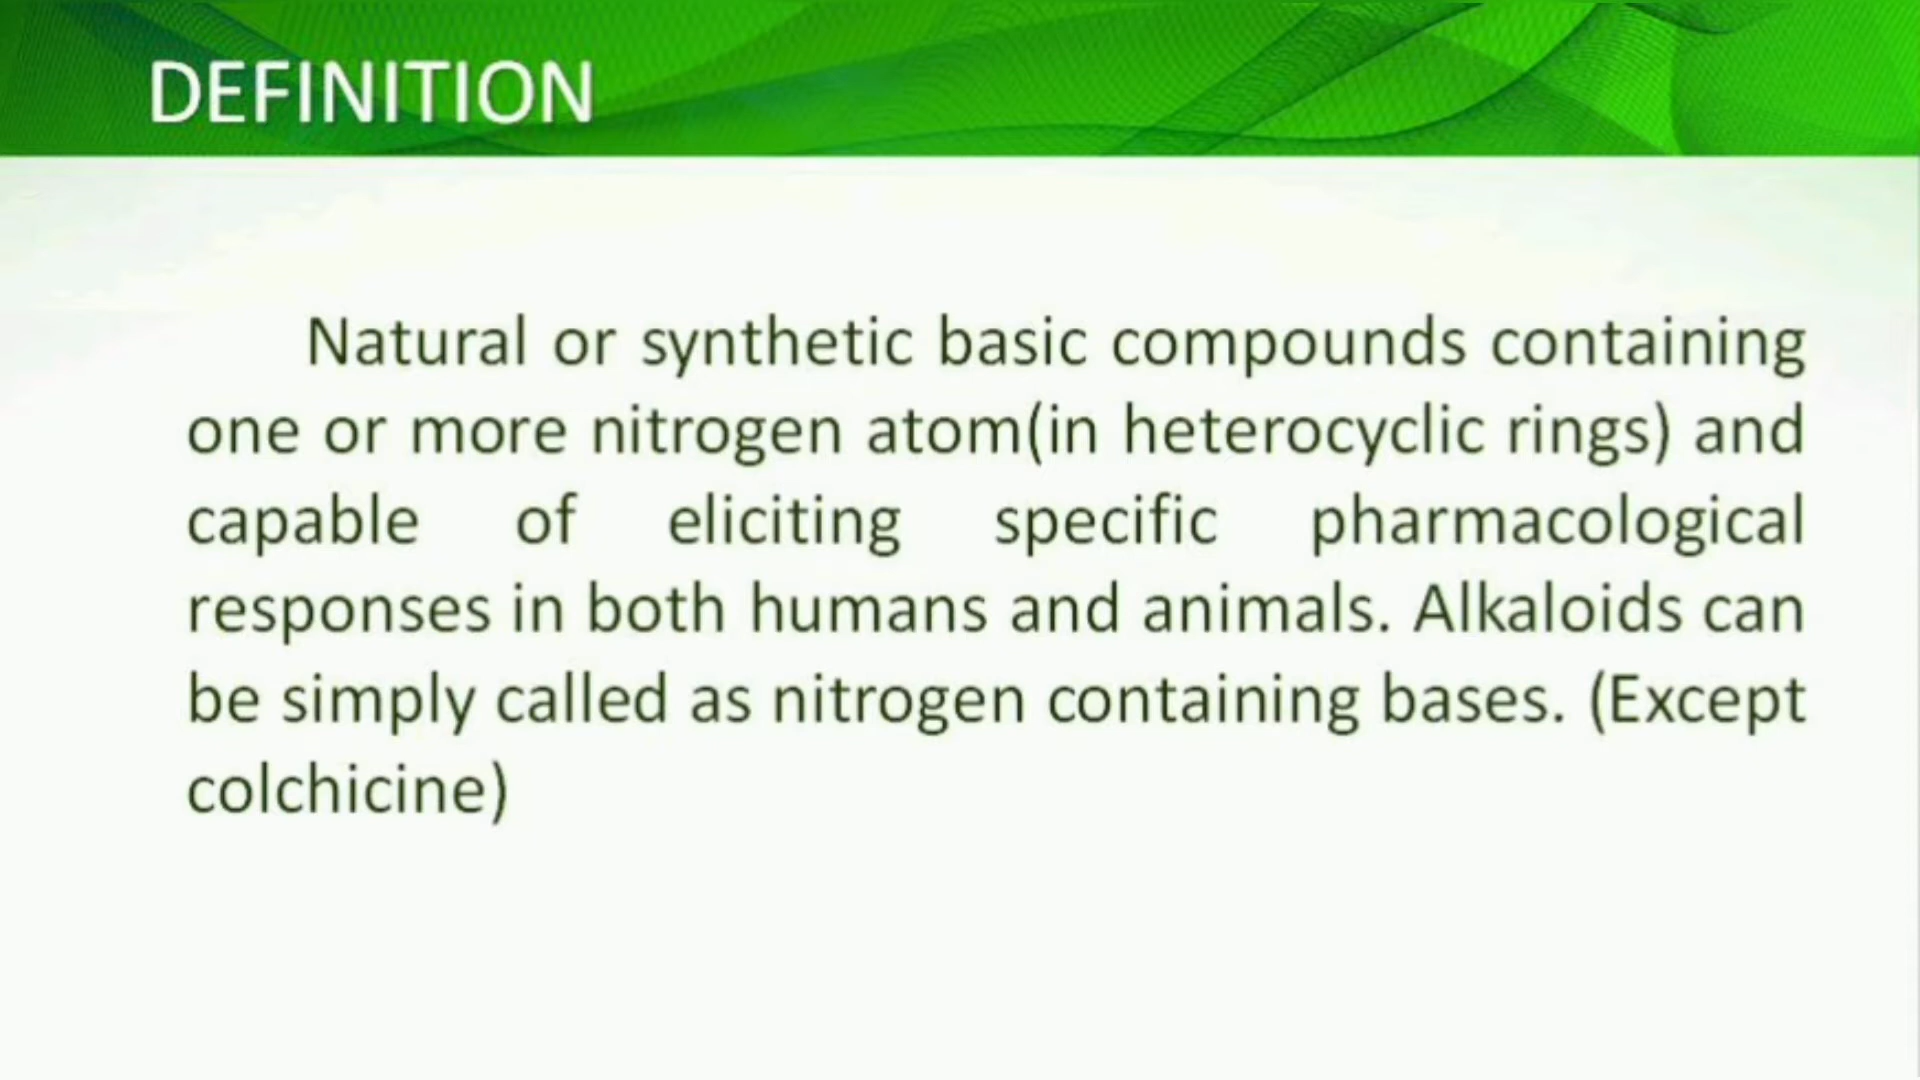 DEFINITION
Natural or synthetic basic compounds containing
one or more nitrogen atom(in heterocyclic rings) and
capable of eliciting specific pharmacological
responses in both humans and animals. Alkaloids can
be simply called as nitrogen containing bases. (Except
colchicine)